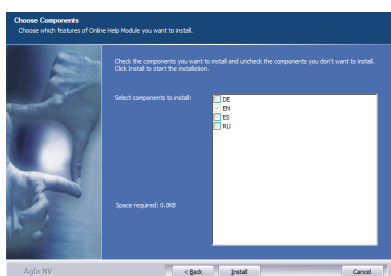 Choose Components
Choose which features of Online Help Module you want to install.
Check the components you want to install and uncheck the components you don't want to install.
Click Install to start the installation.
Select components to install:
DE
EN
ES
RU
Space required: 0.0KB
Agfa NV
< Back
Install
Cancel